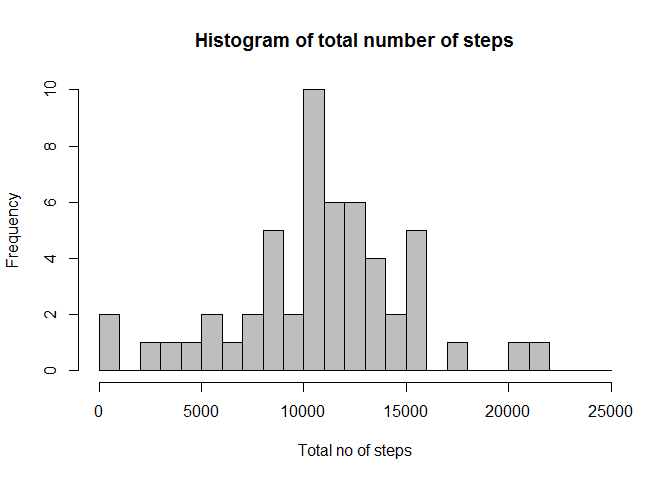 Histogram of total number of steps
Frequency
10
8
6
4
2
0
0 5000 10000 15000 20000 25000
Total no of steps